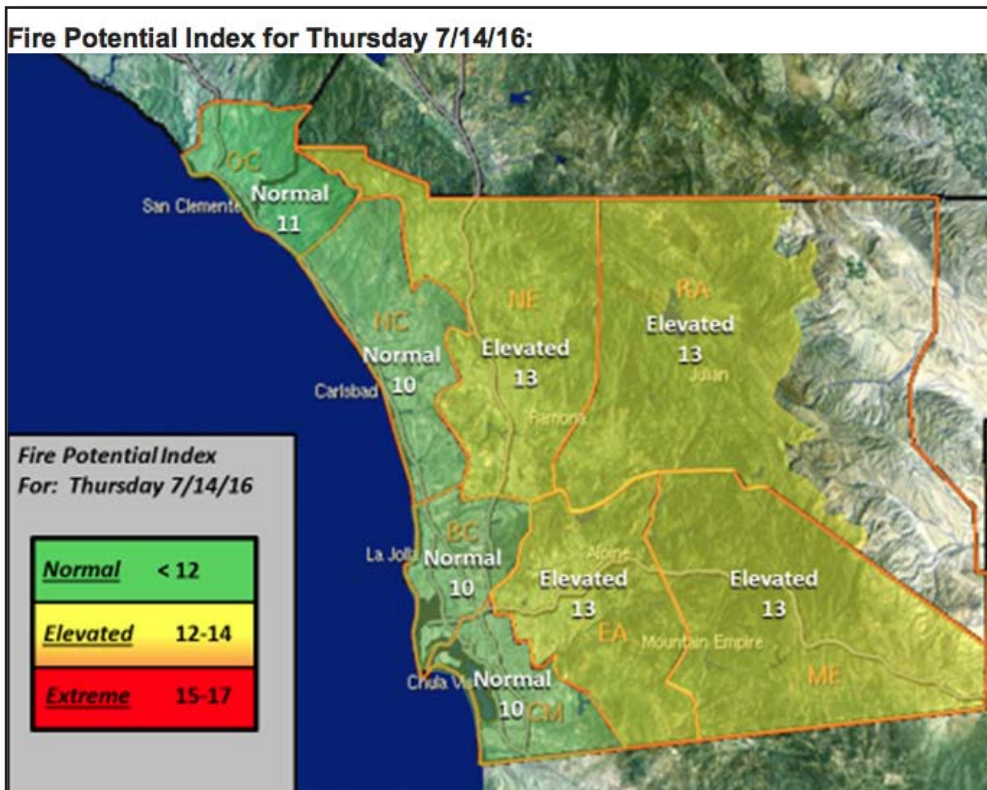 Fire Potential Index for Thursday 7/14/16:
OC
Normal
11
San Clemente
NC
Normal
10
Carlsbad
NE
Elevated
13
Ramona
RA
Elevated
13
Julian
Fire Potential Index
For: Thursday 7/14/16
Normal < 12
Elevated 12-14
Extreme 15-17
BC
La Jolla
Normal
10
Alpine
Elevated
13
EA
Elevated
13
Mountain Empire
ME
Normal
10
CM